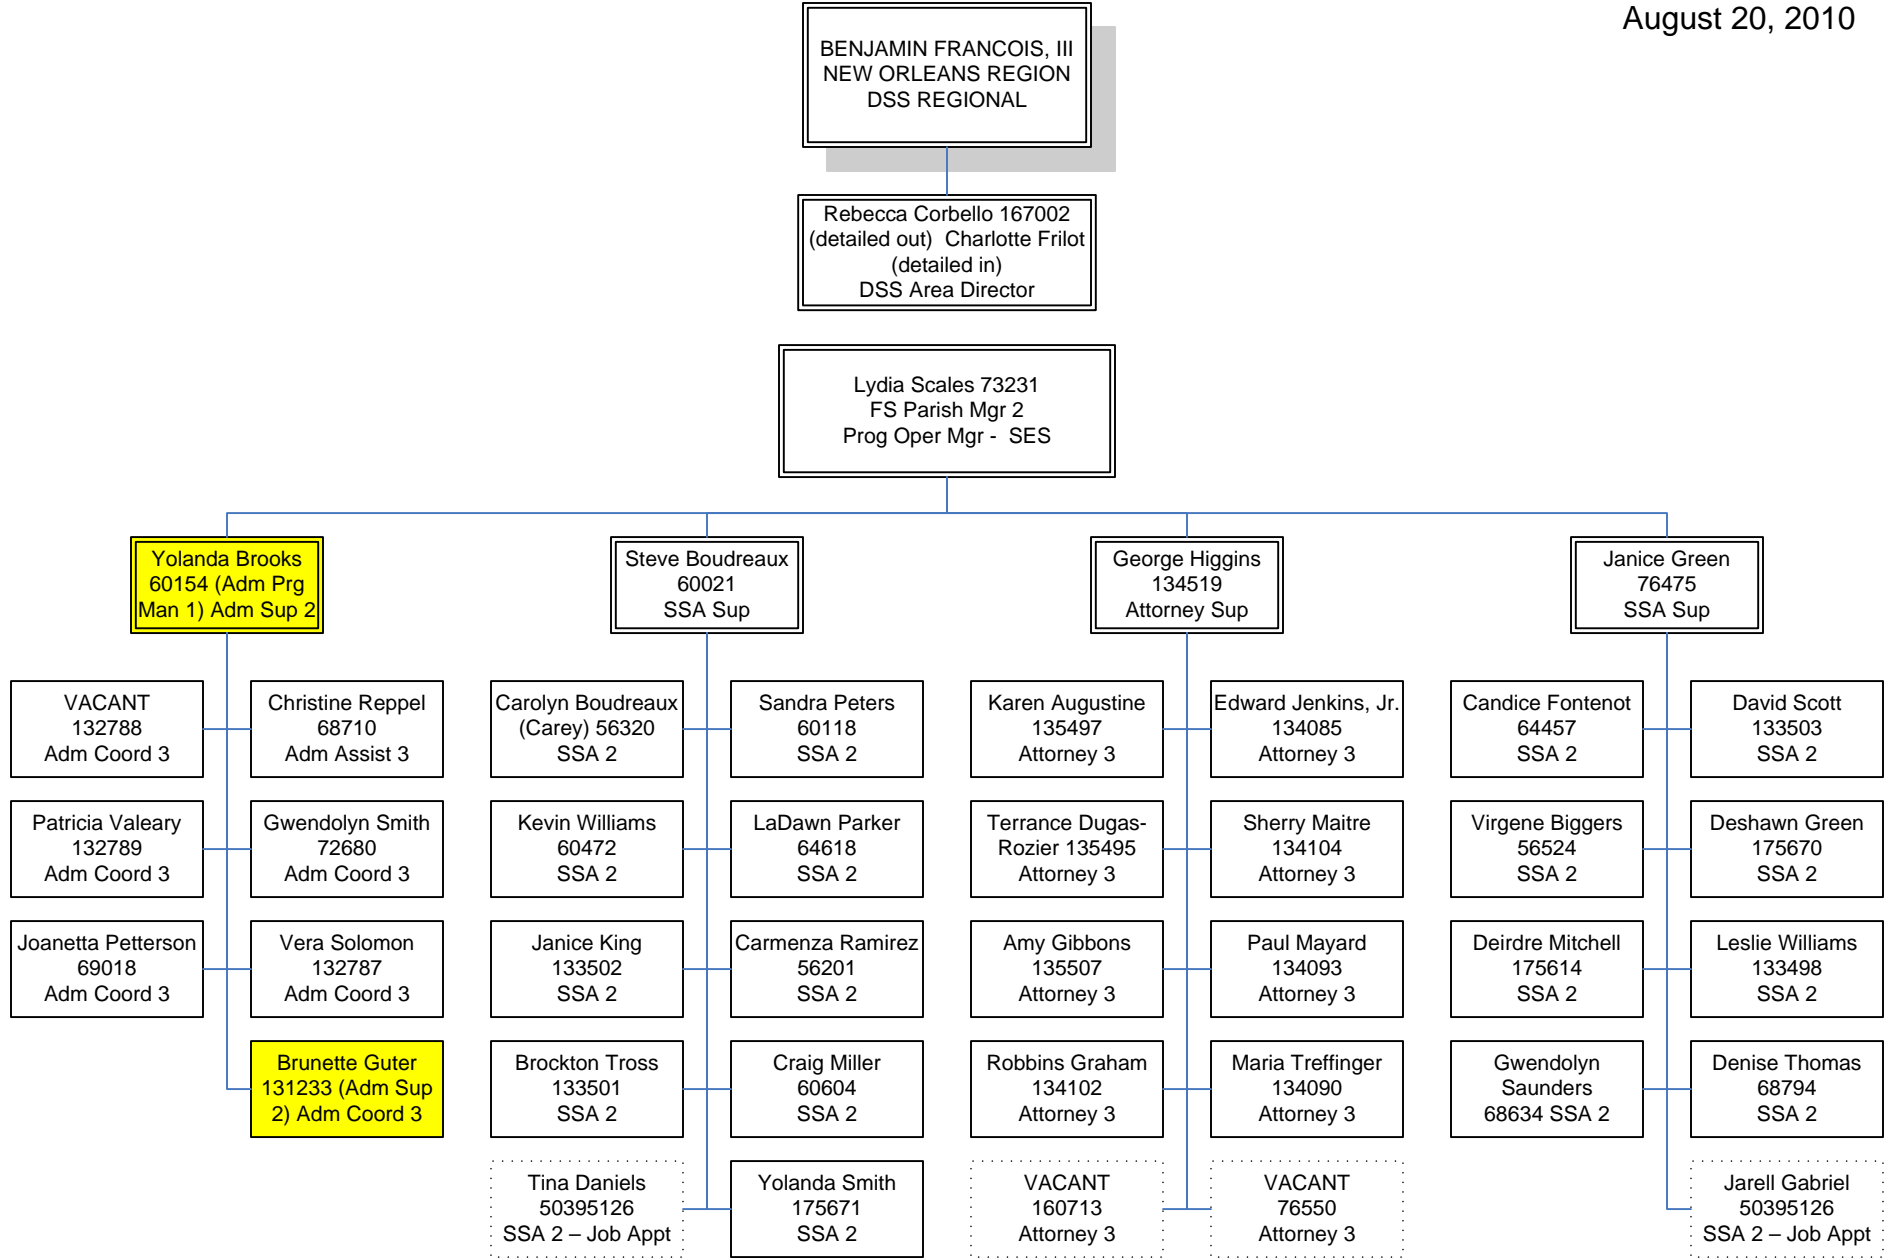 August 20, 2010
BENJAMIN FRANCOIS, III
NEW ORLEANS REGION
DSS REGIONAL
Rebecca Corbello 167002
(detailed out)  Charlotte Frilot
(detailed in)
DSS Area Director
Lydia Scales 73231
FS Parish Mgr 2
Prog Oper Mgr -  SES
Yolanda Brooks
60154 (Adm Prg
Man 1) Adm Sup 2
Steve Boudreaux
60021
SSA Sup
George Higgins
134519
Attorney Sup
Janice Green
76475
SSA Sup
VACANT
132788
Adm Coord 3
Christine Reppel
68710
Adm Assist 3
Carolyn Boudreaux
(Carey) 56320
SSA 2
Sandra Peters
60118
SSA 2
Karen Augustine
135497
Attorney 3
Edward Jenkins, Jr.
134085
Attorney 3
Candice Fontenot
64457
SSA 2
David Scott
133503
SSA 2
Patricia Valeary
132789
Adm Coord 3
Gwendolyn Smith
72680
Adm Coord 3
Kevin Williams
60472
SSA 2
LaDawn Parker
64618
SSA 2
Terrance Dugas-
Rozier 135495
Attorney 3
Sherry Maitre
134104
Attorney 3
Virgene Biggers
56524
SSA 2
Deshawn Green
175670
SSA 2
Joanetta Petterson
69018
Adm Coord 3
Vera Solomon
132787
Adm Coord 3
Janice King
133502
SSA 2
Carmenza Ramirez
56201
SSA 2
Amy Gibbons
135507
Attorney 3
Paul Mayard
134093
Attorney 3
Deirdre Mitchell
175614
SSA 2
Leslie Williams
133498
SSA 2
Brunette Guter
131233 (Adm Sup
2) Adm Coord 3
Brockton Tross
133501
SSA 2
Craig Miller
60604
SSA 2
Robbins Graham
134102
Attorney 3
Maria Treffinger
134090
Attorney 3
Gwendolyn
Saunders
68634 SSA 2
Denise Thomas
68794
SSA 2
Tina Daniels
50395126
SSA 2 – Job Appt
Yolanda Smith
175671
SSA 2
VACANT
160713
Attorney 3
VACANT
76550
Attorney 3
Jarell Gabriel
50395126
SSA 2 – Job Appt